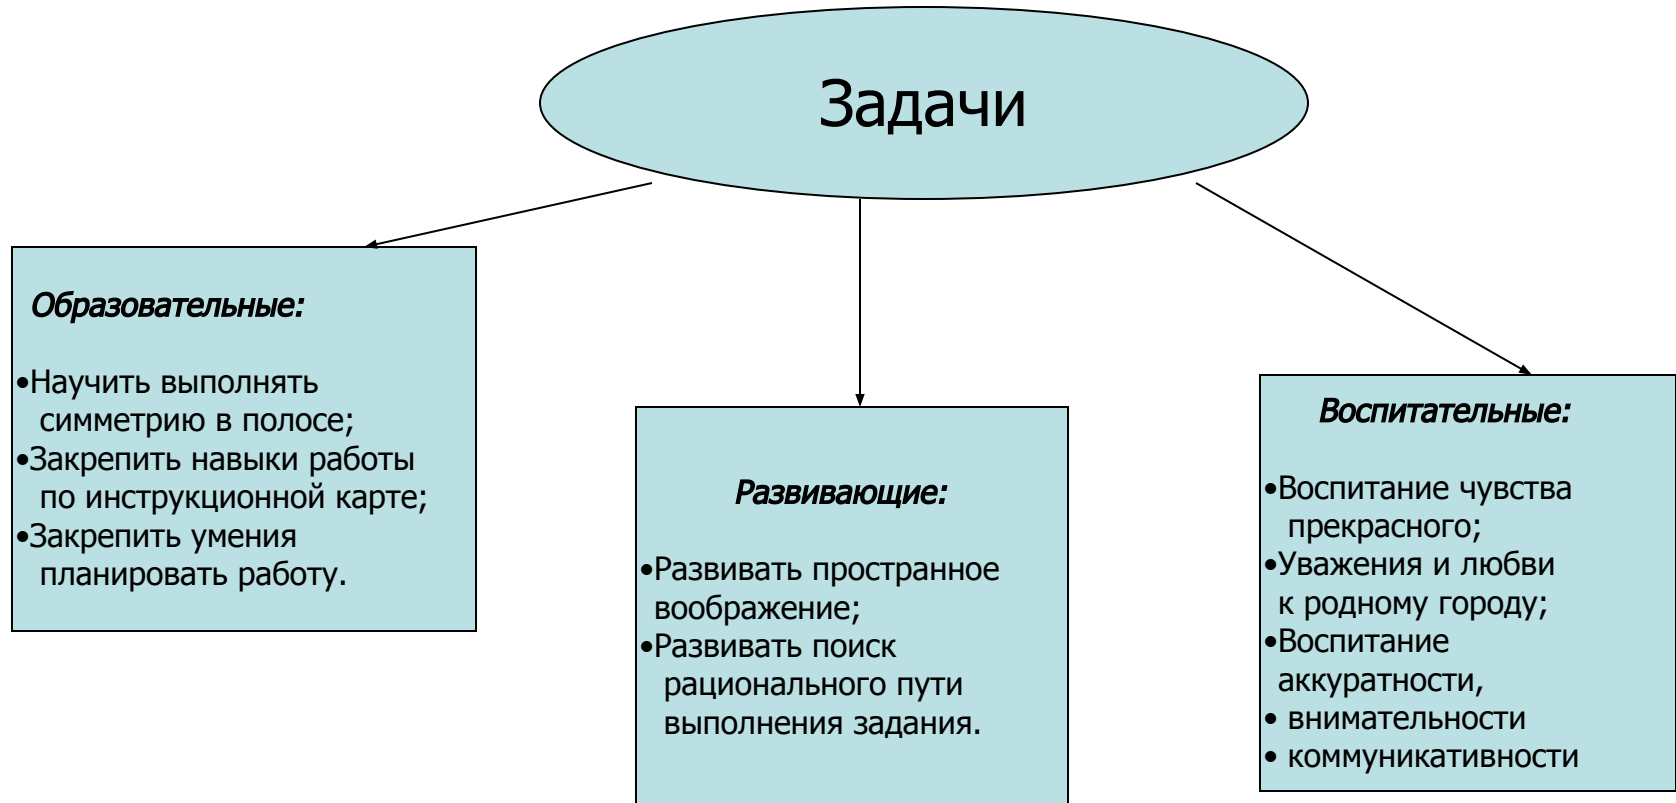 Задачи
Образовательные:
•Научить выполнять
симметрию в полосе;
•Закрепить навыки работы
по инструкционной карте;
•Закрепить умения
планировать работу.
Развивающие:
•Развивать пространное
воображение;
•Развивать поиск
рационального пути
выполнения задания.
Воспитательные:
•Воспитание чувства
прекрасного;
•Уважения и любви
к родному городу;
•Воспитание
аккуратности,
• внимательности
• коммуникативности